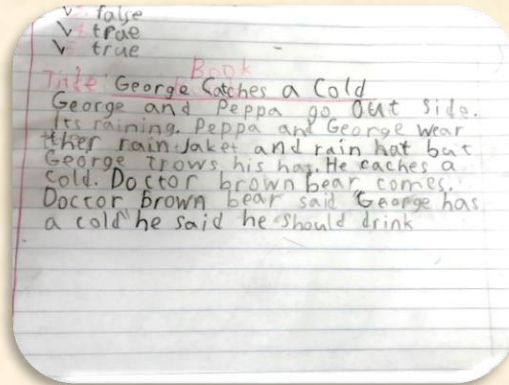 false
true
true
Book
Title: George Catches a Cold
George and Peppa go Out side.
Its raining. Peppa and George wear
ther rain Jaket and rain hat but
George trows his hat. He caches a
cold. Doctor brown bear comes.
Doctor Brown bear said "George has
a cold" he said he should drink